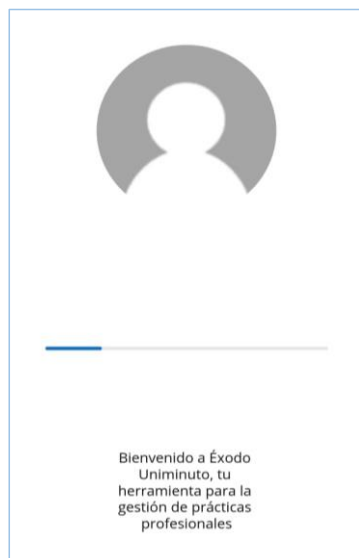 Bienvenido a Éxodo
Uniminuto, tu
herramienta para la
gestión de prácticas
profesionales